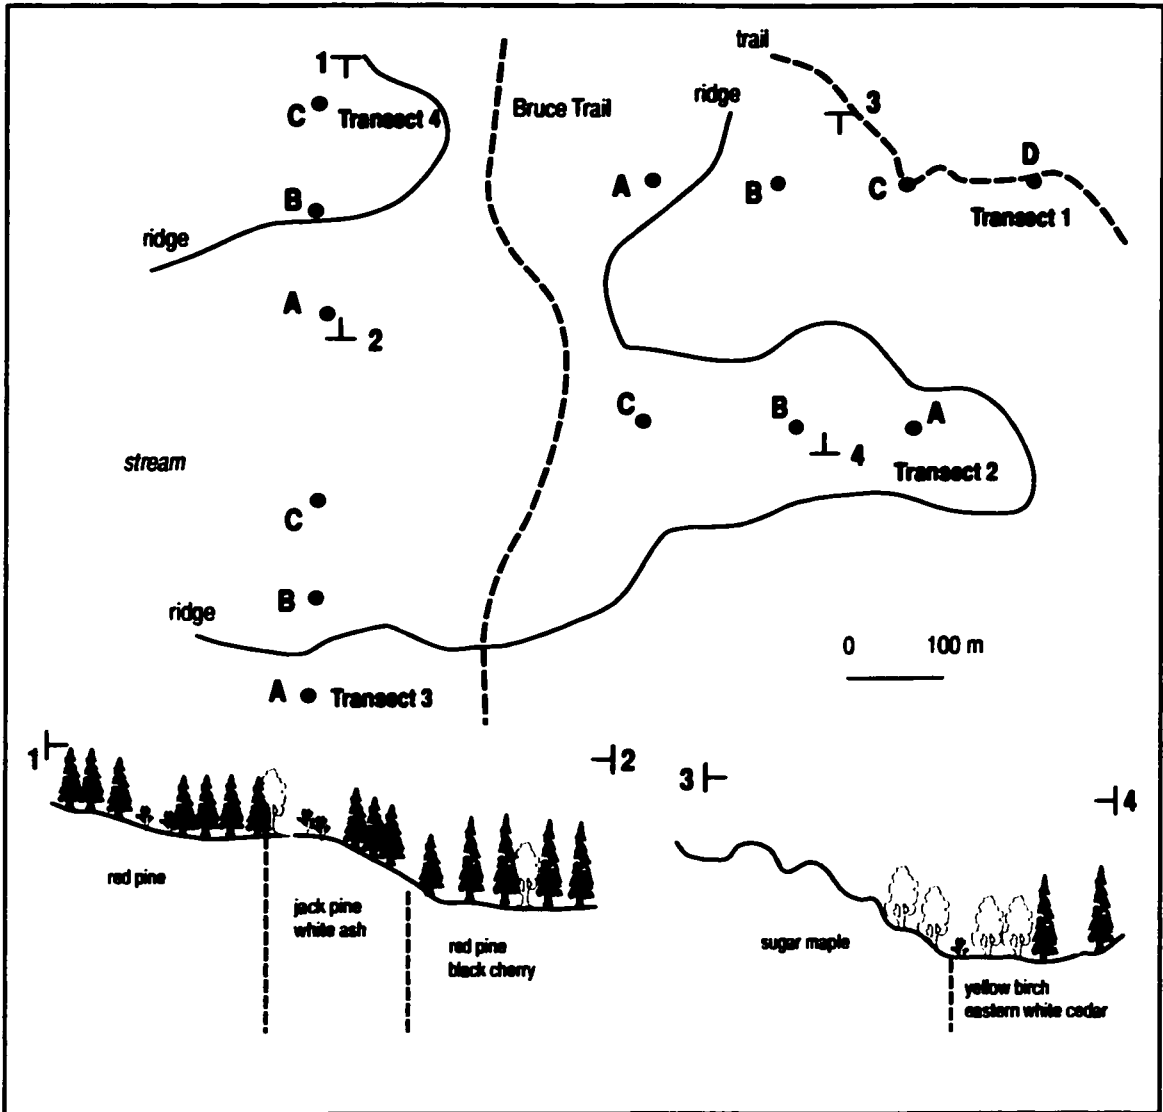 trail
1
Bruce Trail
ridge
3
C
Transect 4
D
A
B
C
B
Transect 1
ridge
A
2
C
B
A
4
Transect 2
stream
C
B
ridge
0
100 m
A
Transect 3
1
2
3
4
red pine
jack pine
white ash
red pine
black cherry
sugar maple
yellow birch
eastern white cedar